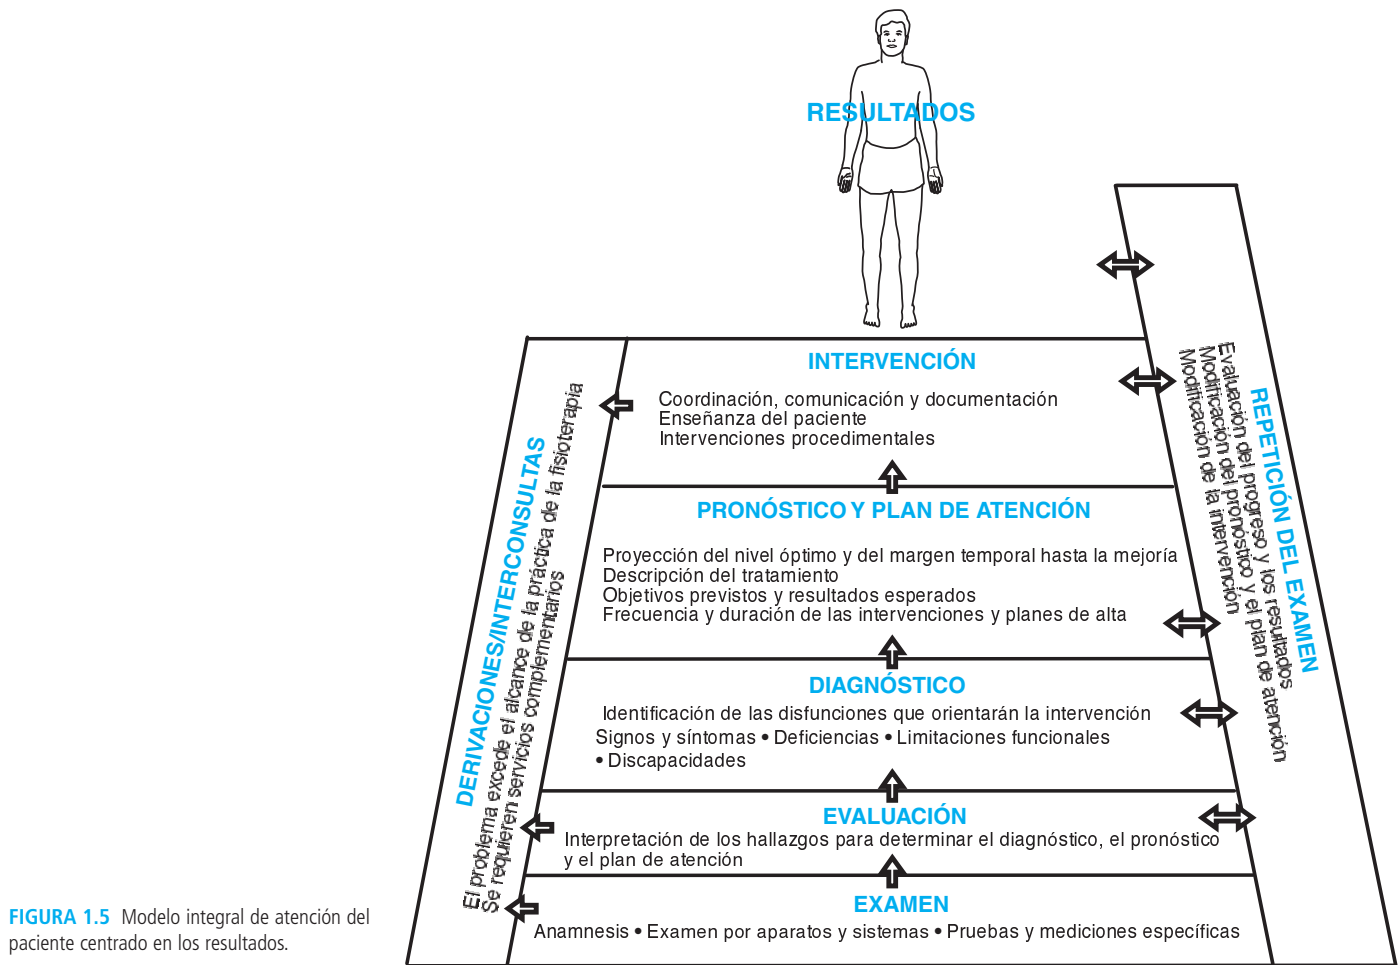 RESULTADOS
INTERVENCIÓN
Coordinación, comunicación y documentación
Enseñanza del paciente
Intervenciones procedimentales
PRONÓSTICO Y PLAN DE ATENCIÓN
Proyección del nivel óptimo y del margen temporal hasta la mejoría
Descripción del tratamiento
Objetivos previstos y resultados esperados
Frecuencia y duración de las intervenciones y planes de alta
DIAGNÓSTICO
Identificación de las disfunciones que orientarán la intervención
Signos y síntomas • Deficiencias • Limitaciones funcionales
• Discapacidades
EVALUACIÓN
Interpretación de los hallazgos para determinar el diagnóstico, el pronóstico
y el plan de atención
EXAMEN
Anamnesis • Examen por aparatos y sistemas • Pruebas y mediciones específicas
DERIVACIONES/INTERCONSULTAS
El problema excede el alcance de la práctica de la fisioterapia
Se requieren servicios complementarios
REPETICIÓN DEL EXAMEN
Evaluación del progreso y los resultados
Modificación del pronóstico y el plan de atención
Modificación de la intervención
FIGURA 1.5 Modelo integral de atención del
paciente centrado en los resultados.